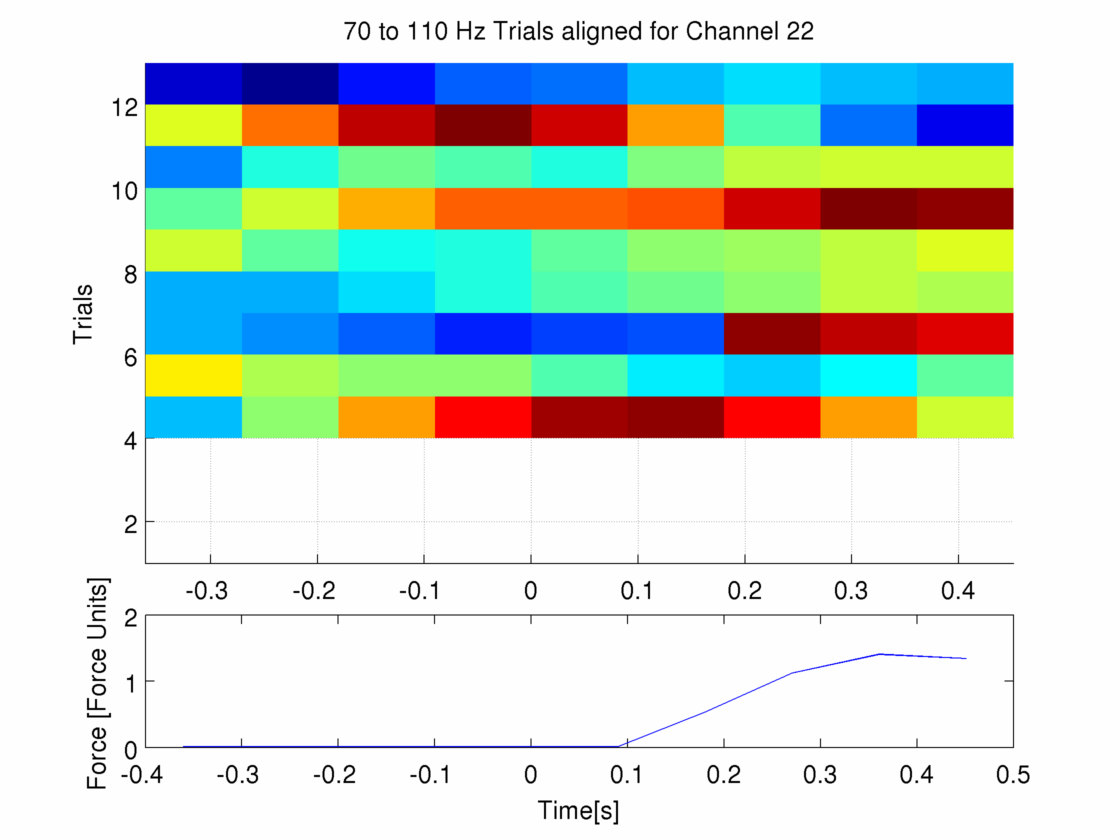 70 to 110 Hz Trials aligned for Channel 22
Trials
12
10
8
6
4
2
-0.3 -0.2 -0.1 0 0.1 0.2 0.3 0.4
Force [Force Units]
2
1
0
-0.4 -0.3 -0.2 -0.1 0 0.1 0.2 0.3 0.4 0.5
Time[s]